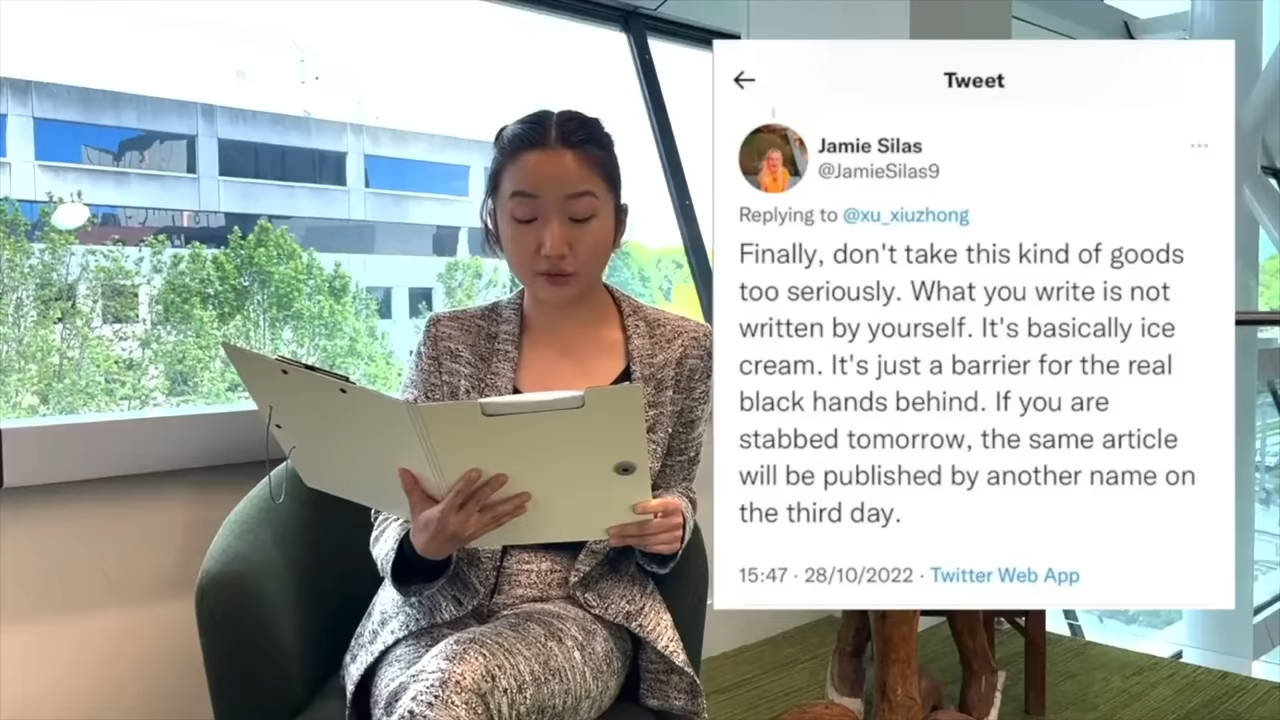 Tweet
Jamie Silas
@JamieSilas9
Replying to @xu_xiuzhong
Finally, don't take this kind of goods
too seriously. What you write is not
written by yourself. It's basically ice
cream. It's just a barrier for the real
black hands behind. If you are
stabbed tomorrow, the same article
will be published by another name on
the third day.
15:47 · 28/10/2022 · Twitter Web App